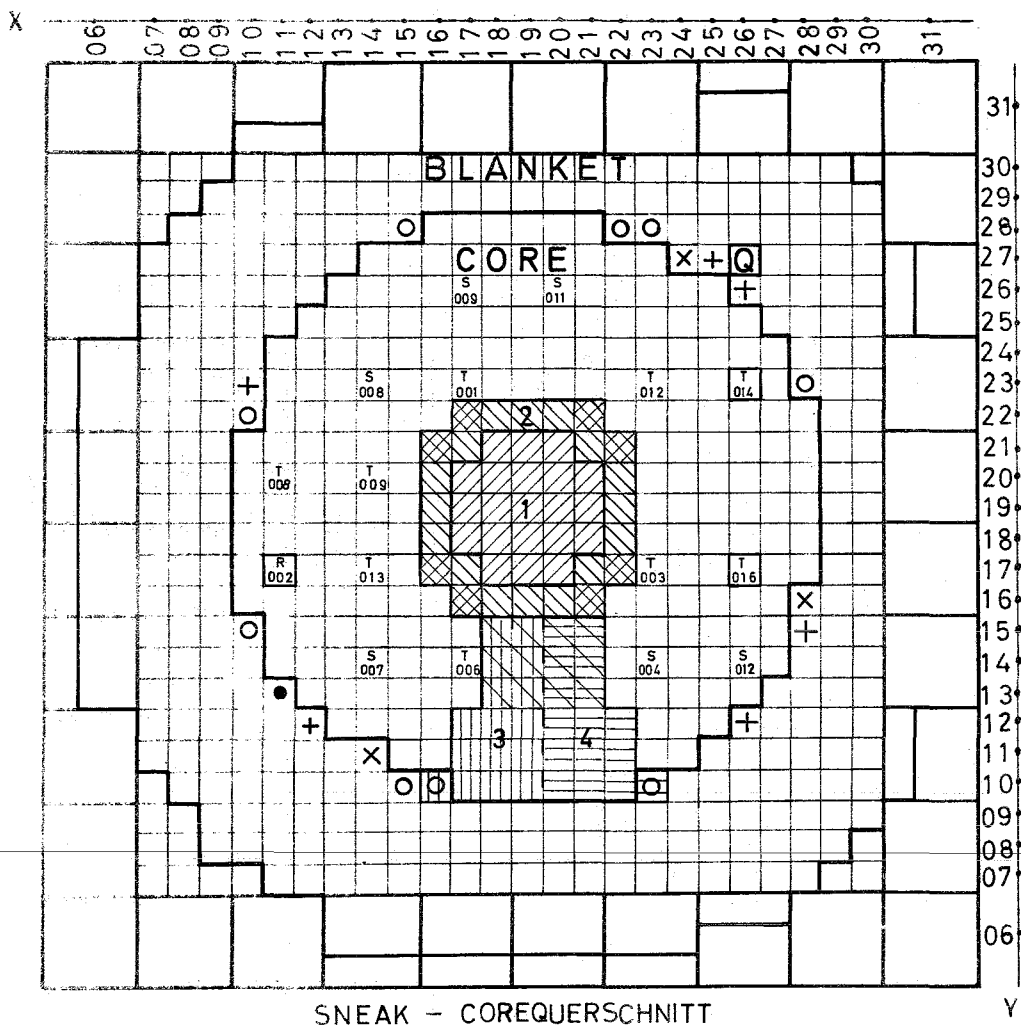 X
06 07 08 09 10 11 12 13 14 15 16 17 18 19 20 21 22 23 24 25 26 27 28 29 30 31
31
BLANKET
30
29
28
CORE
Q
27
S 009
S 011
26
25
24
S 008
T 001
T 012
T 014
23
2
22
21
T 008
T 009
20
1
19
18
R 002
T 013
T 003
T 016
17
16
15
S 007
T 006
S 004
S 012
14
13
12
3
4
11
10
09
08
07
06
SNEAK – COREQUERSCHNITT
Y